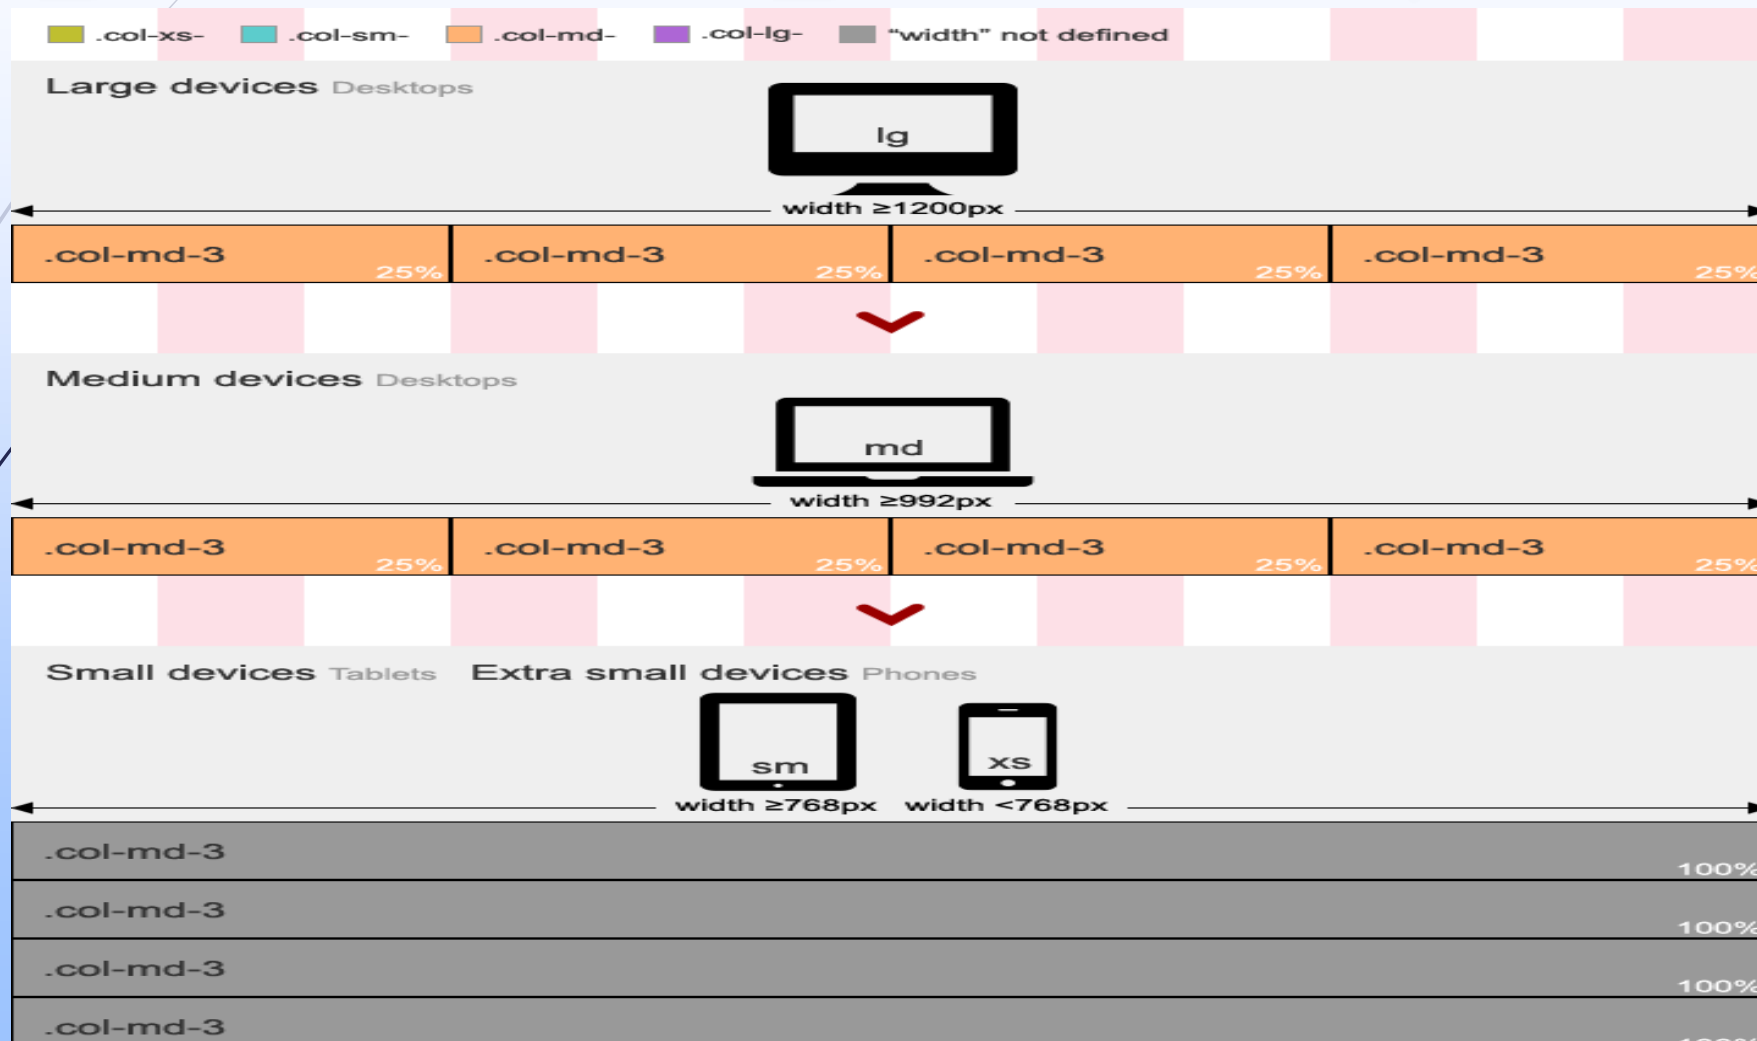 .col-xs- .col-sm- .col-md- .col-lg- “width” not defined
Large devices Desktops
lg
width ≥1200px
.col-md-3 25% .col-md-3 25% .col-md-3 25% .col-md-3 25%
Medium devices Desktops
md
width ≥992px
.col-md-3 25% .col-md-3 25% .col-md-3 25% .col-md-3 25%
Small devices Tablets Extra small devices Phones
sm xs
width ≥768px width <768px
.col-md-3 100%
.col-md-3 100%
.col-md-3 100%
.col-md-3